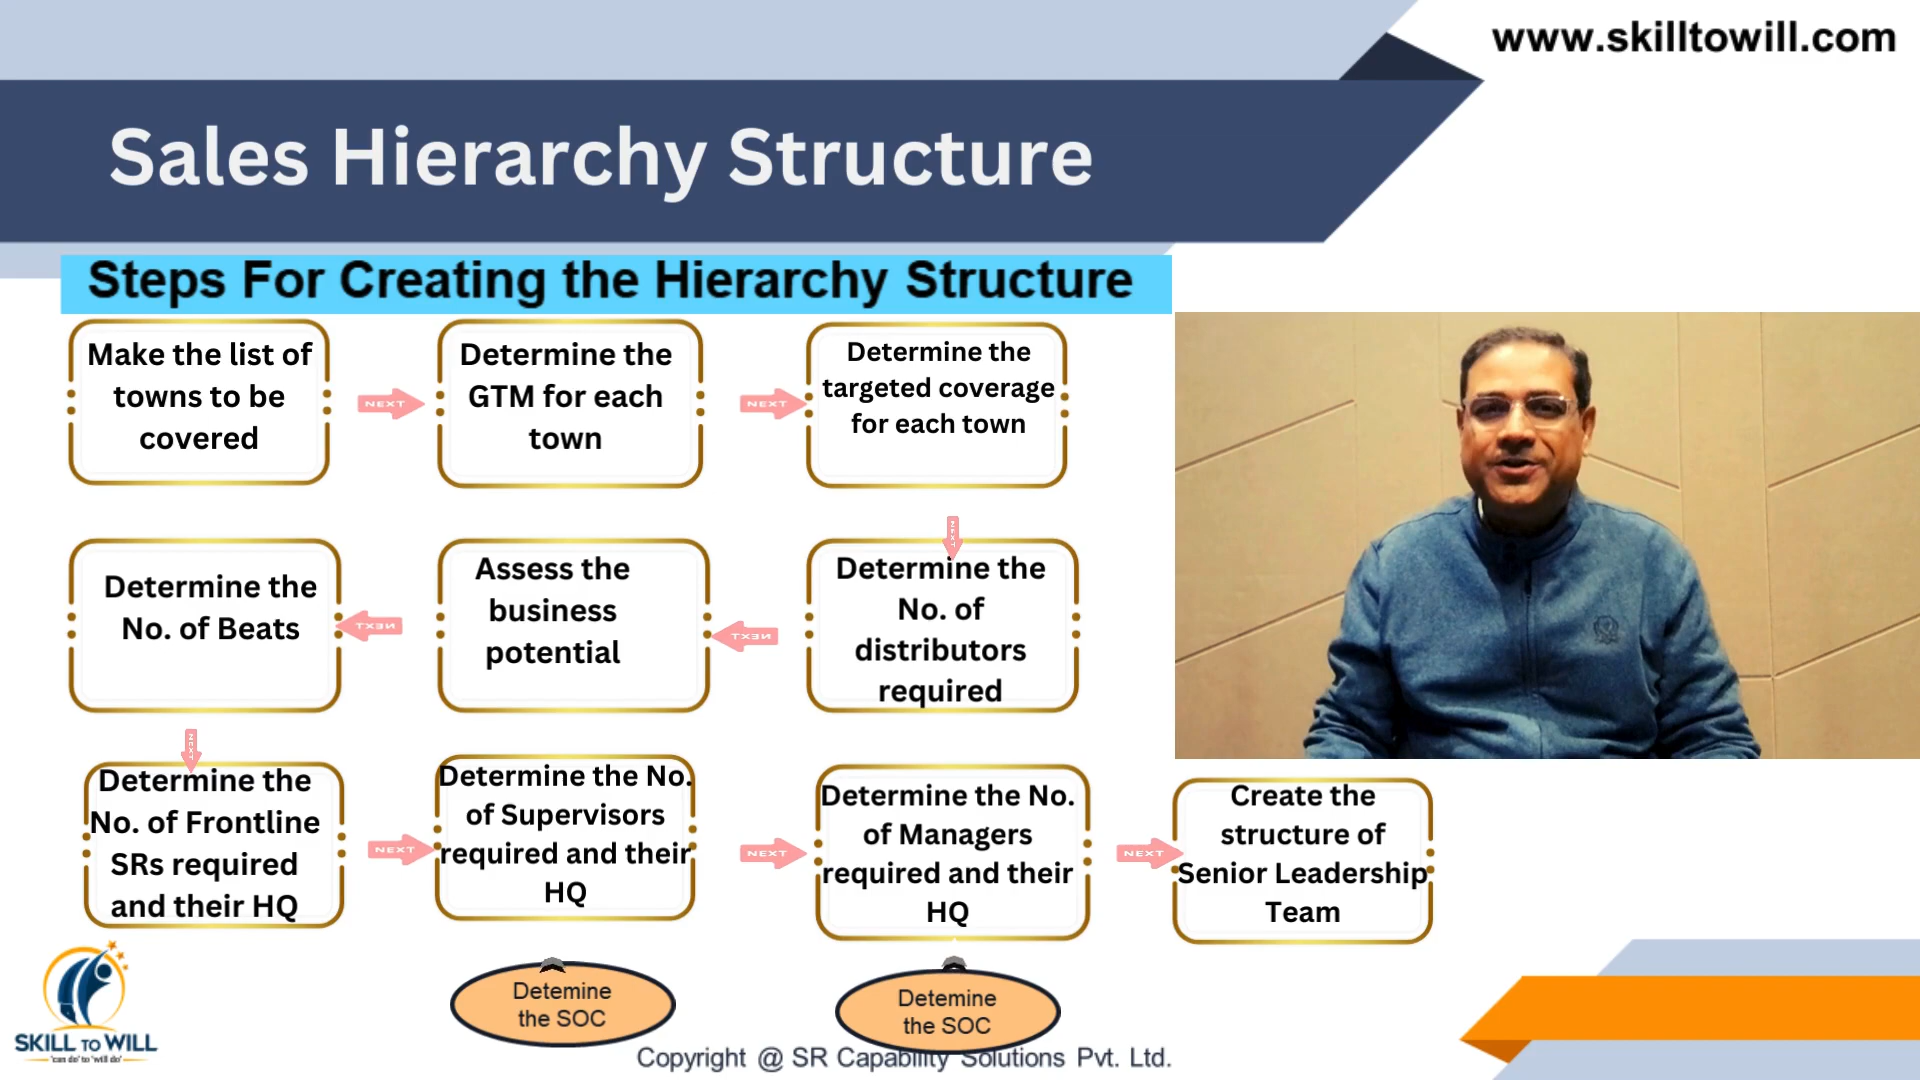 www.skilltowill.com
Sales Hierarchy Structure
Steps For Creating the Hierarchy Structure
Make the list of
towns to be
covered
NEXT
Determine the
GTM for each
town
NEXT
Determine the
targeted coverage
for each town
NEXT
Determine the
No. of
distributors
required
NEXT
Assess the
business
potential
NEXT
Determine the
No. of Beats
NEXT
Determine the
No. of Frontline
SRs required
and their HQ
NEXT
Determine the No.
of Supervisors
required and their
HQ
NEXT
Determine the No.
of Managers
required and their
HQ
NEXT
Create the
structure of
Senior Leadership
Team
Detemine
the SOC
Detemine
the SOC
SKILL TO WILL
'can do' to 'will do'
Copyright @ SR Capability Solutions Pvt. Ltd.